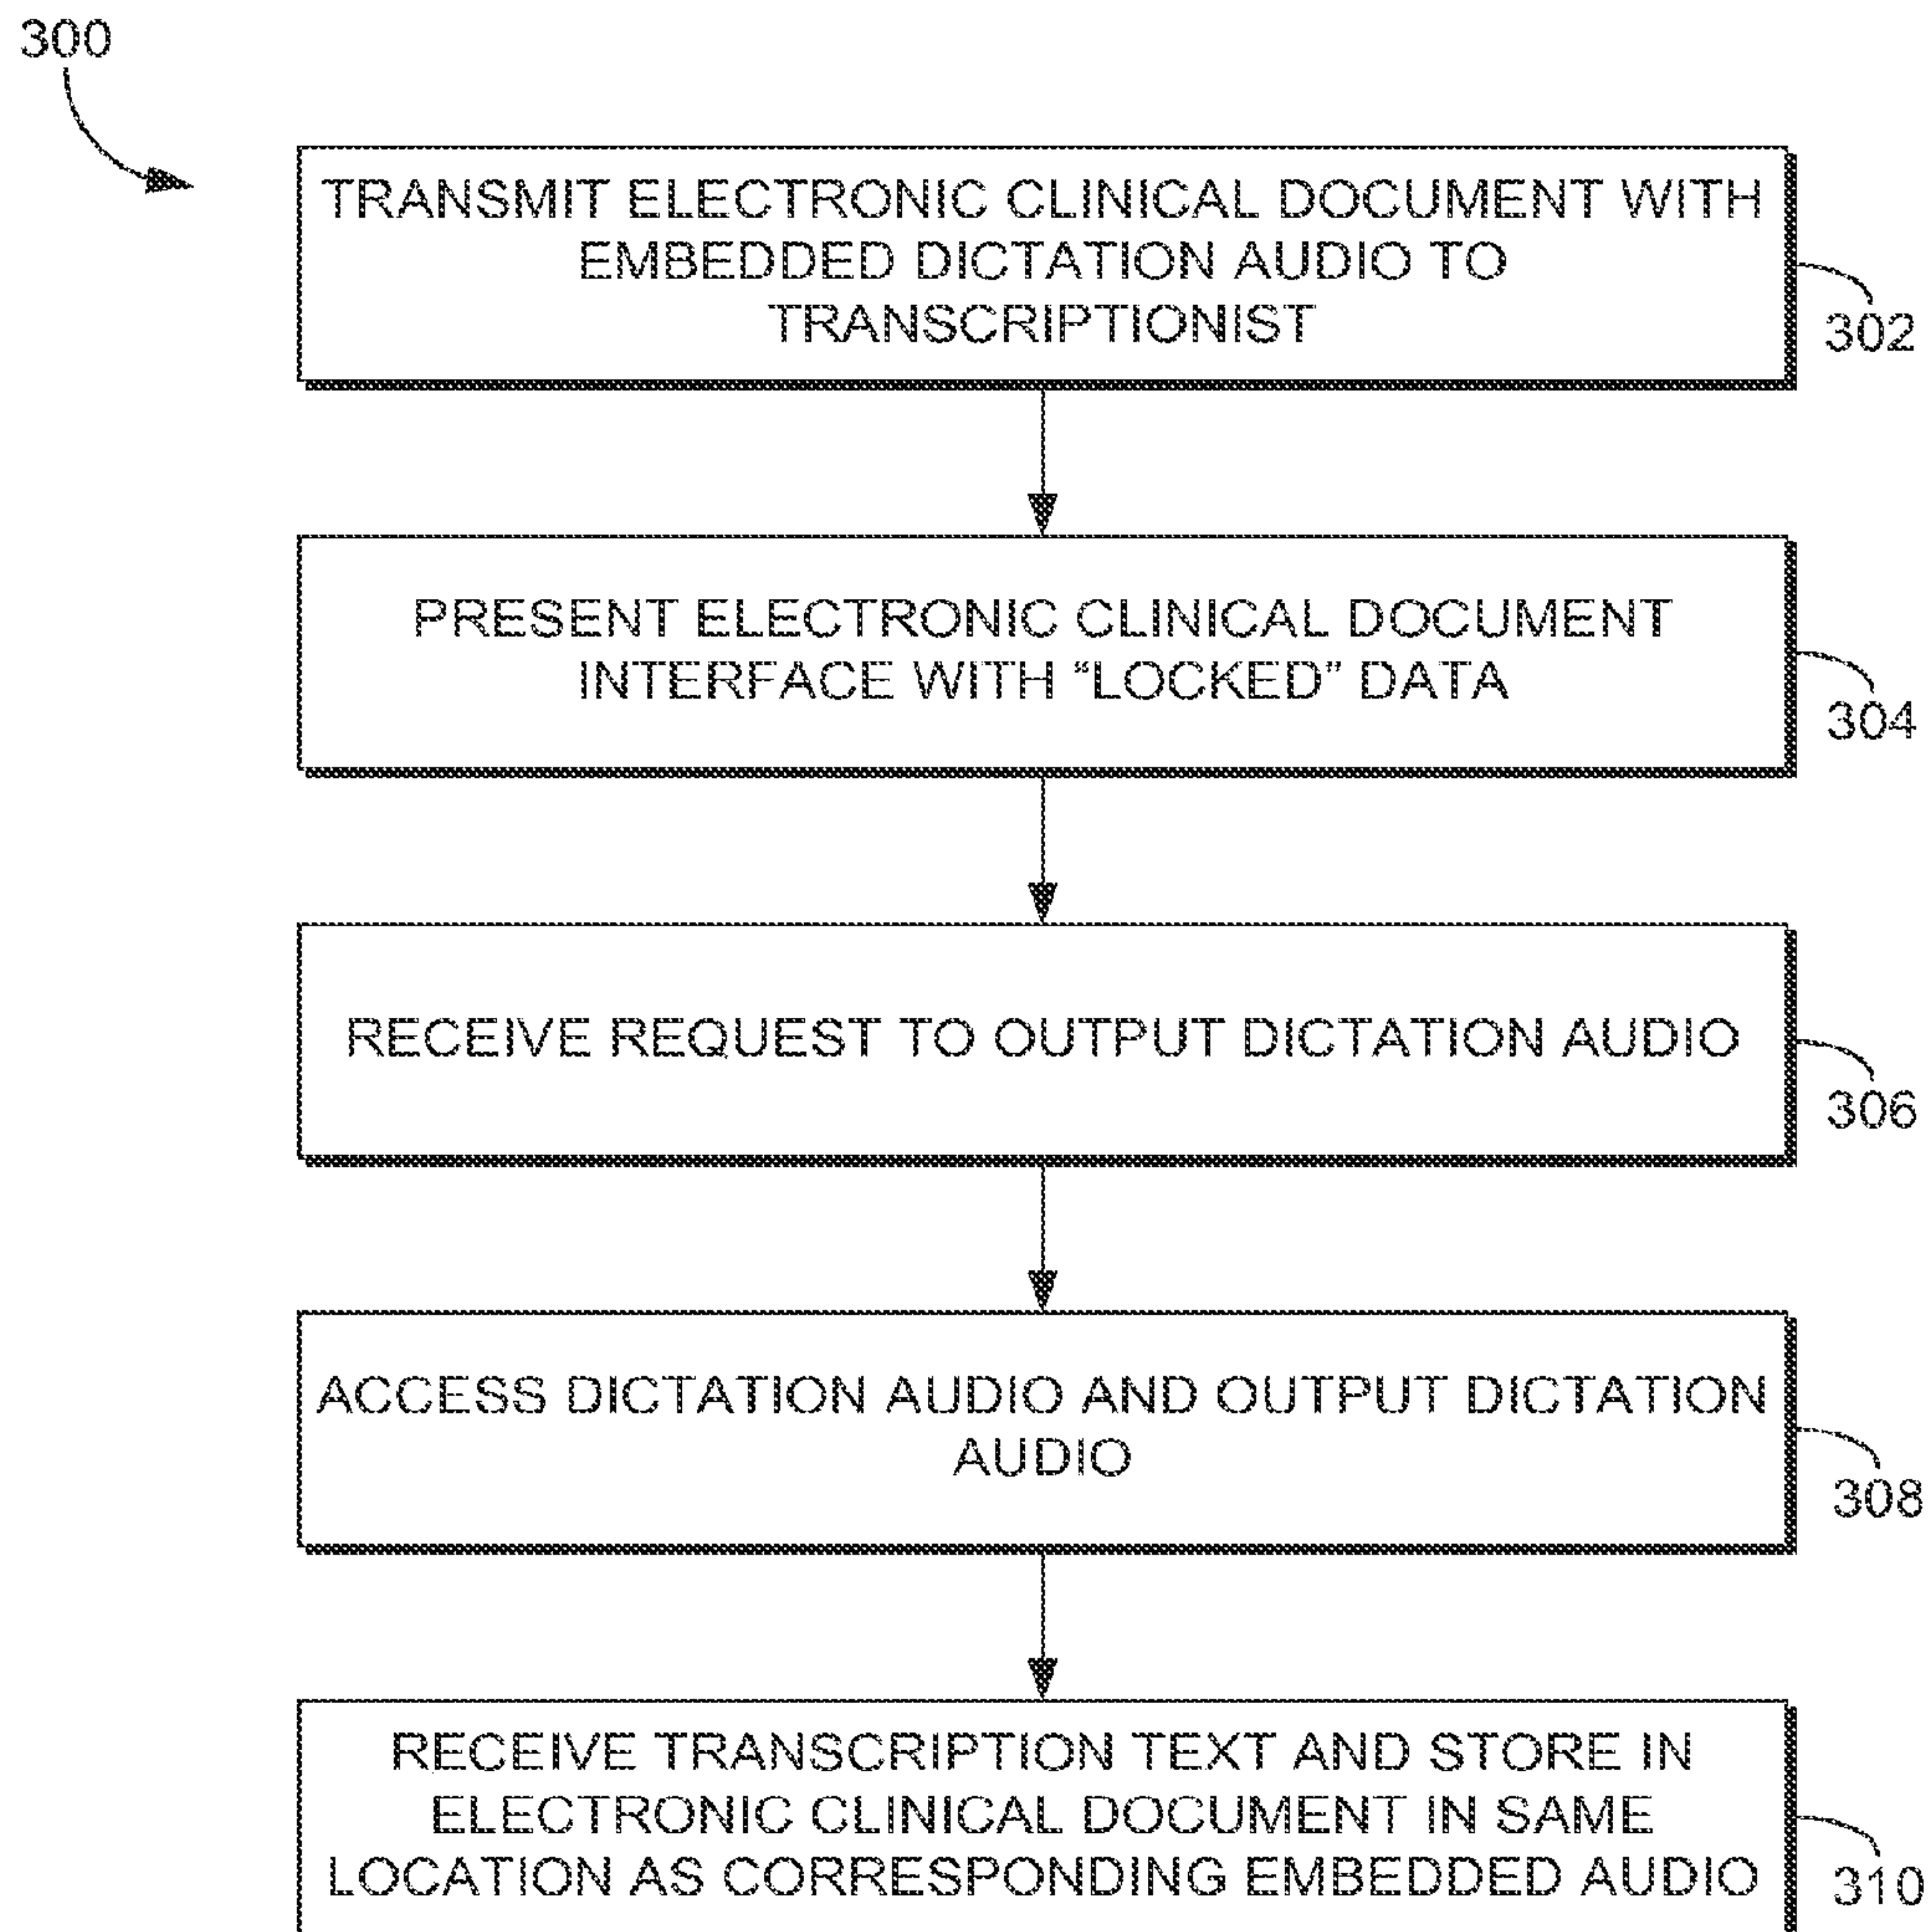 300
TRANSMIT ELECTRONIC CLINICAL DOCUMENT WITH
EMBEDDED DICTATION AUDIO TO
TRANSCRIPTIONIST
302
PRESENT ELECTRONIC CLINICAL DOCUMENT
INTERFACE WITH “LOCKED” DATA
304
RECEIVE REQUEST TO OUTPUT DICTATION AUDIO
306
ACCESS DICTATION AUDIO AND OUTPUT DICTATION
AUDIO
308
RECEIVE TRANSCRIPTION TEXT AND STORE IN
ELECTRONIC CLINICAL DOCUMENT IN SAME
LOCATION AS CORRESPONDING EMBEDDED AUDIO
310